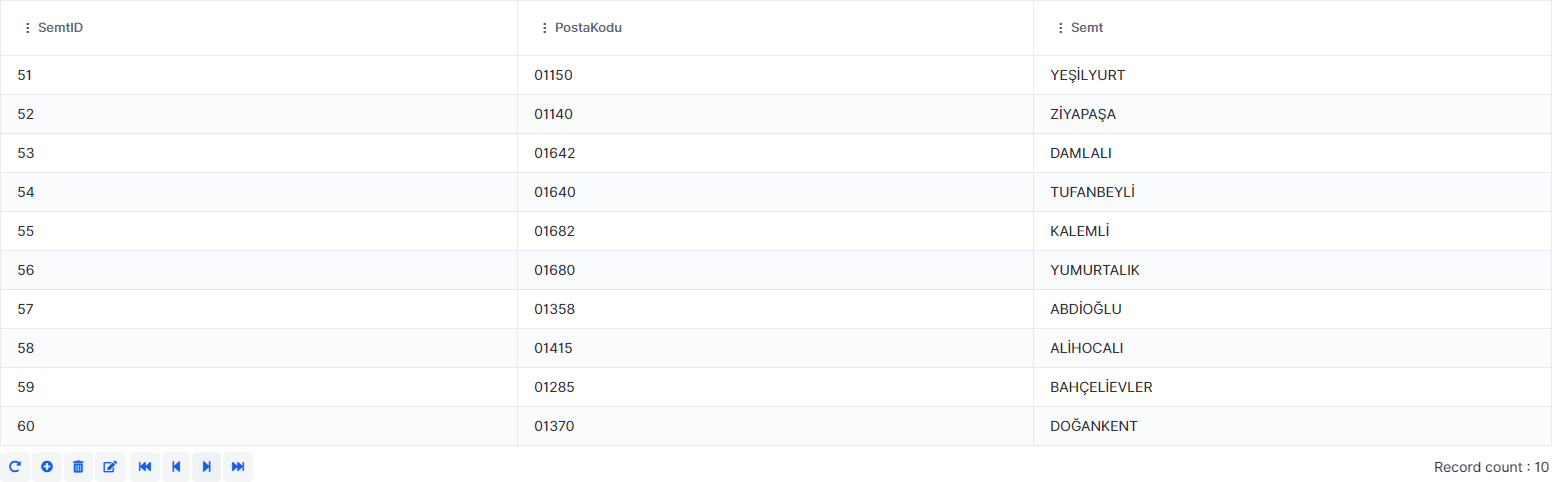 SemtID PostaKodu Semt
51 01150 YEŞİLYURT
52 01140 ZİYAPAŞA
53 01642 DAMLALI
54 01640 TUFANBEYLİ
55 01682 KALEMLİ
56 01680 YUMURTALIK
57 01358 ABDİOĞLU
58 01415 ALİHOCALI
59 01285 BAHÇELİEVLER
60 01370 DOĞANKENT
Record count : 10